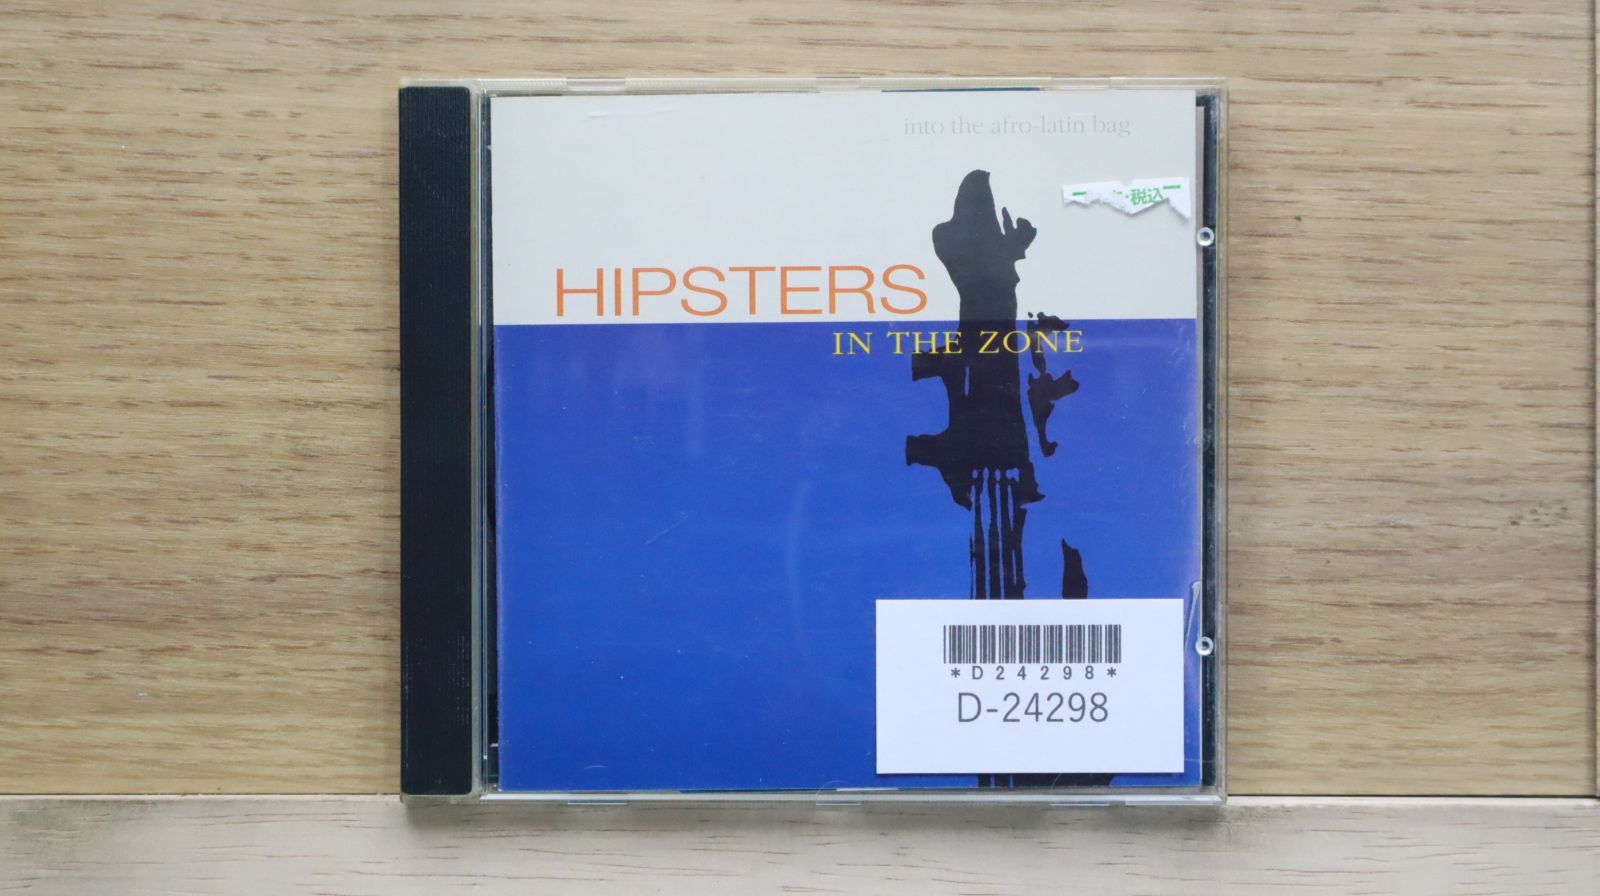 into the afro-latin bag
税込
HIPSTERS
IN THE ZONE
*D24298*
D-24298